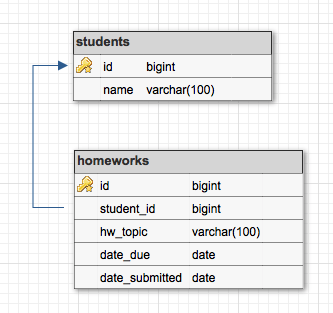 students
id bigint
name varchar(100)
homeworks
id bigint
student_id bigint
hw_topic varchar(100)
date_due date
date_submitted date